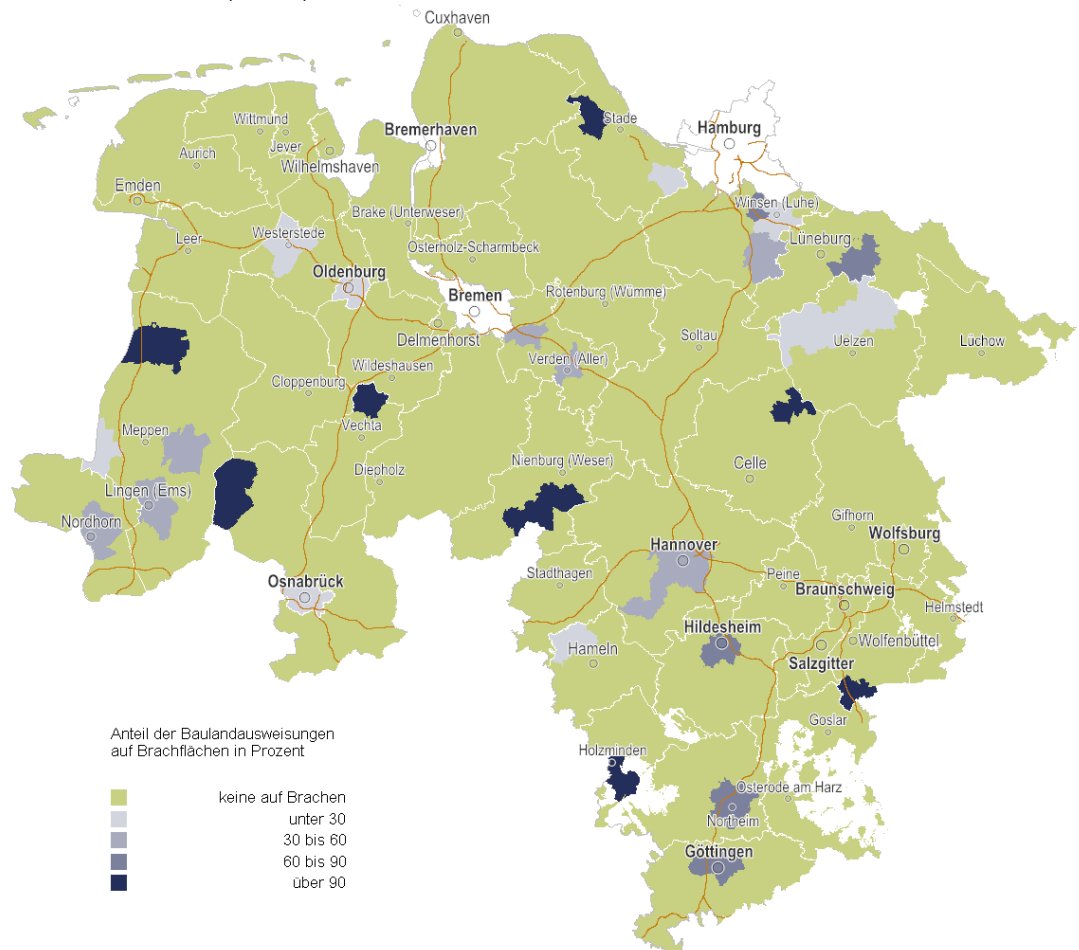 Cuxhaven
Stade
Hamburg
Wittmund
Bremerhaven
Jever
Aurich
Wilhelmshaven
Emden
Winsen (Luhe)
Brake (Unterweser)
Westerstede
Leer
Lüneburg
Osterholz-Scharmbeck
Oldenburg
Bremen
Rotenburg (Wümme)
Delmenhorst
Soltau
Uelzen
Lüchow
Verden (Aller)
Wildeshausen
Cloppenburg
Vechta
Meppen
Diepholz
Nienburg (Weser)
Celle
Lingen (Ems)
Nordhorn
Gifhorn
Wolfsburg
Hannover
Stadthagen
Peine
Osnabrück
Braunschweig
Helmstedt
Hildesheim
Wolfenbüttel
Hameln
Salzgitter
Goslar
Anteil der Baulandausweisungen
auf Brachflächen in Prozent
Holzminden
Osterode am Harz
Northeim
Göttingen
keine auf Brachen
unter 30
30 bis 60
60 bis 90
über 90